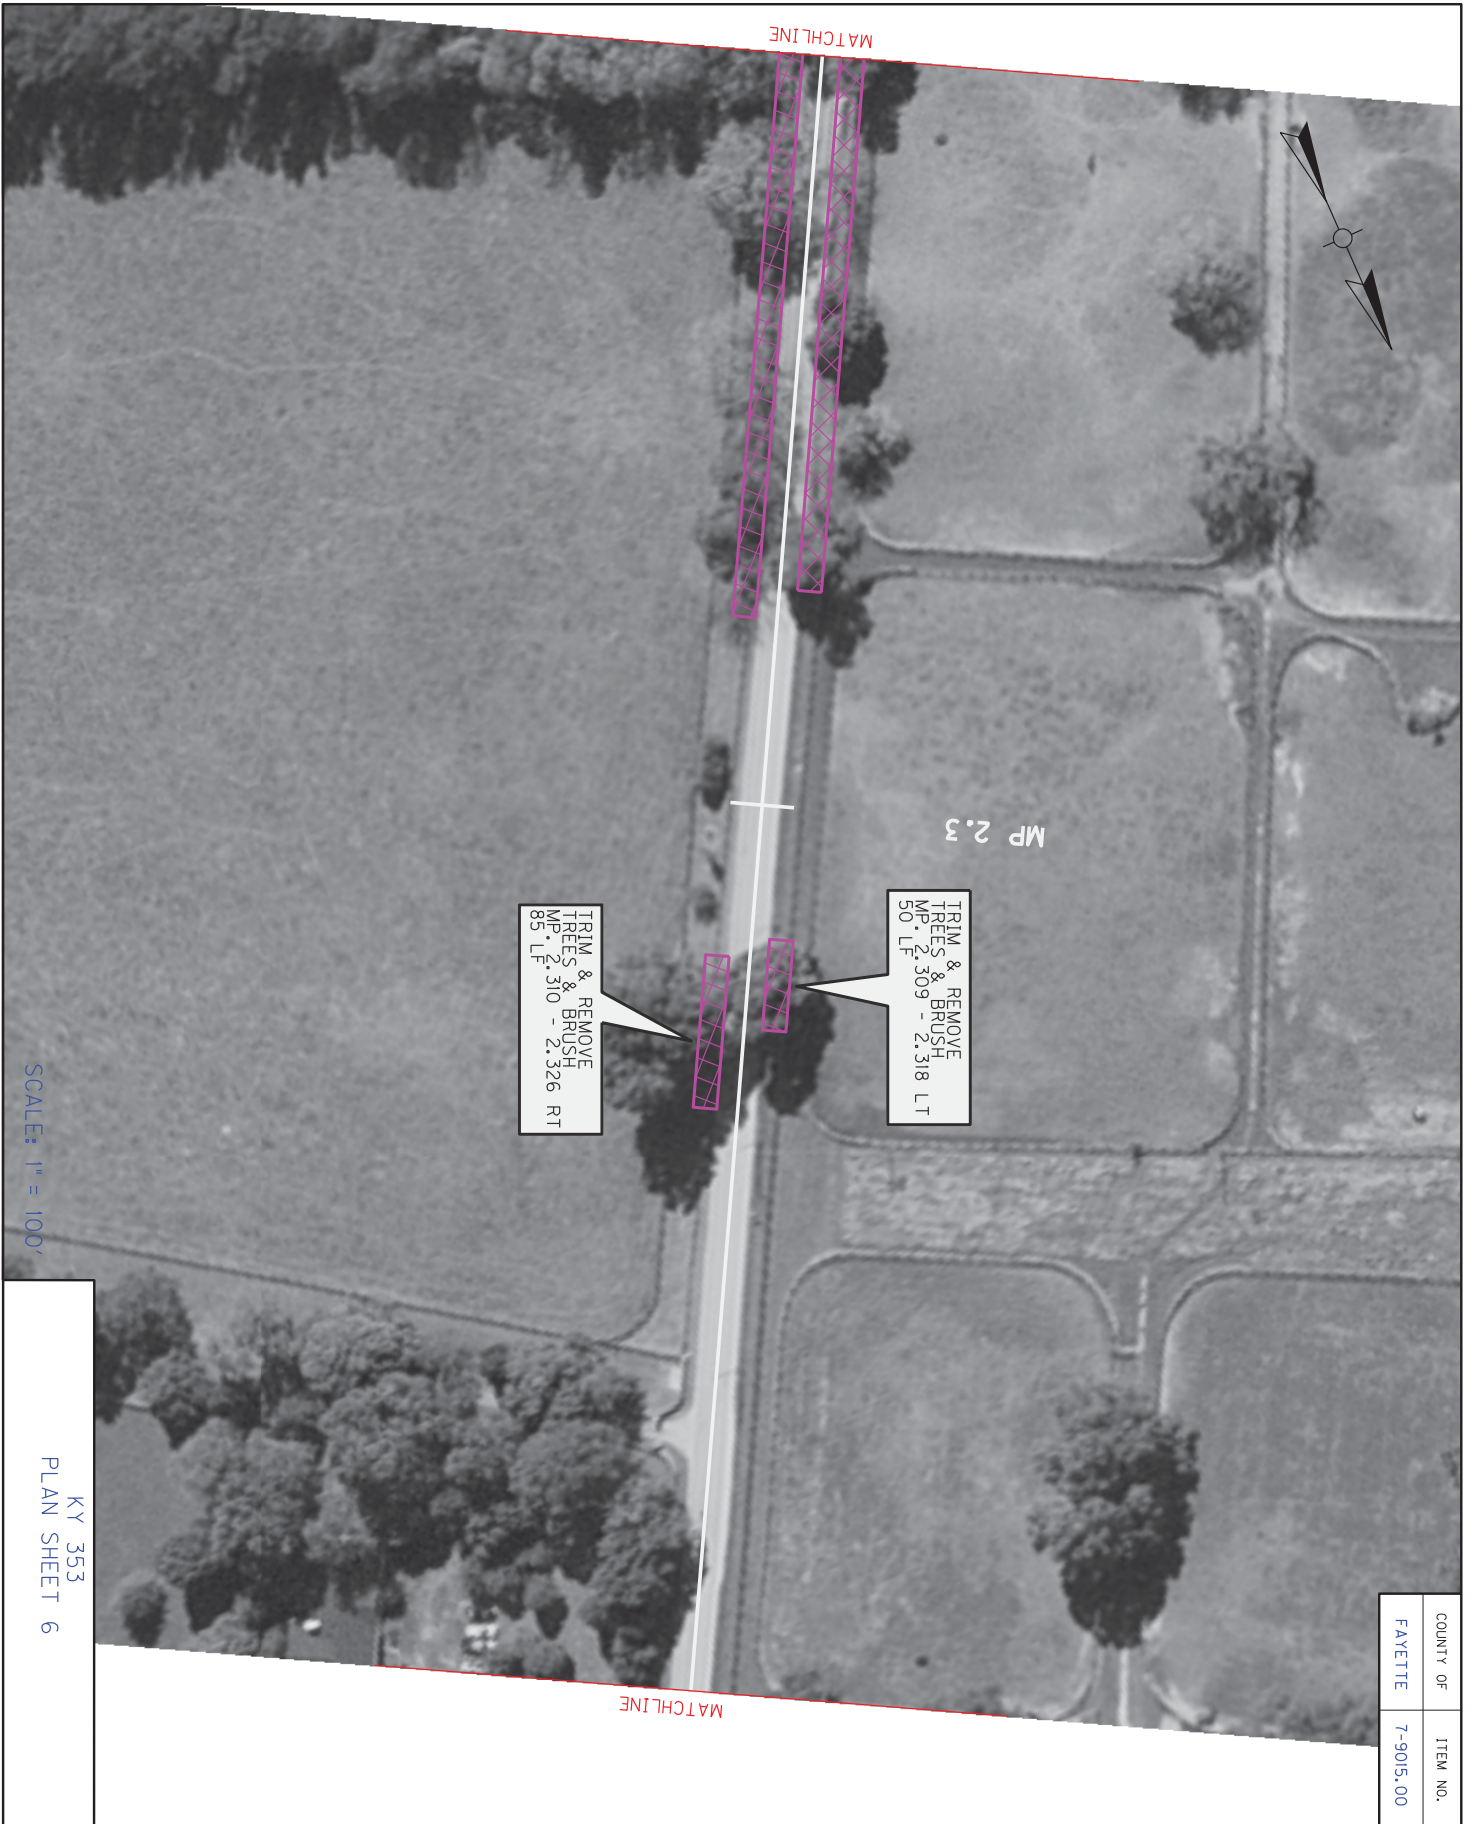 COUNTY OF
ITEM NO.
FAYETTE
7-9015.00
MATCHLINE
MP 2.3
TRIM & REMOVE
TREES & BRUSH
MP. 2.309 - 2.318 LT
50 LF
TRIM & REMOVE
TREES & BRUSH
MP. 2.310 - 2.326 RT
85 LF
MATCHLINE
SCALE: 1" = 100'
KY 353
PLAN SHEET 6